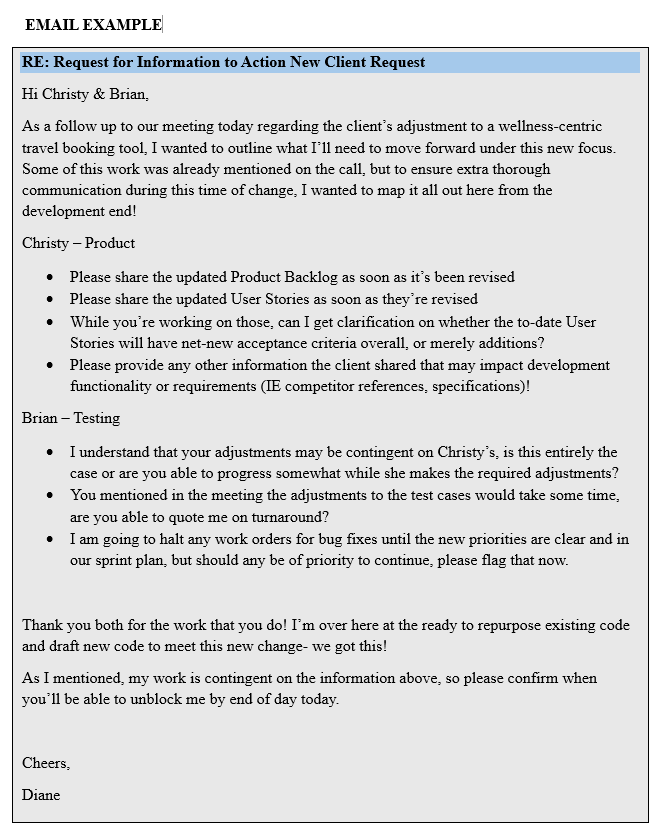 EMAIL EXAMPLE
RE: Request for Information to Action New Client Request
Hi Christy & Brian,
As a follow up to our meeting today regarding the client’s adjustment to a wellness-centric
travel booking tool, I wanted to outline what I’ll need to move forward under this new focus.
Some of this work was already mentioned on the call, but to ensure extra thorough
communication during this time of change, I wanted to map it all out here from the
development end!
Christy – Product
• Please share the updated Product Backlog as soon as it’s been revised
• Please share the updated User Stories as soon as they’re revised
• While you’re working on those, can I get clarification on whether the to-date User
Stories will have net-new acceptance criteria overall, or merely additions?
• Please provide any other information the client shared that may impact development
functionality or requirements (IE competitor references, specifications)!
Brian – Testing
• I understand that your adjustments may be contingent on Christy’s, is this entirely the
case or are you able to progress somewhat while she makes the required adjustments?
• You mentioned in the meeting the adjustments to the test cases would take some time,
are you able to quote me on turnaround?
• I am going to halt any work orders for bug fixes until the new priorities are clear and in
our sprint plan, but should any be of priority to continue, please flag that now.
Thank you both for the work that you do! I’m over here at the ready to repurpose existing code
and draft new code to meet this new change- we got this!
As I mentioned, my work is contingent on the information above, so please confirm when
you’ll be able to unblock me by end of day today.
Cheers,
Diane